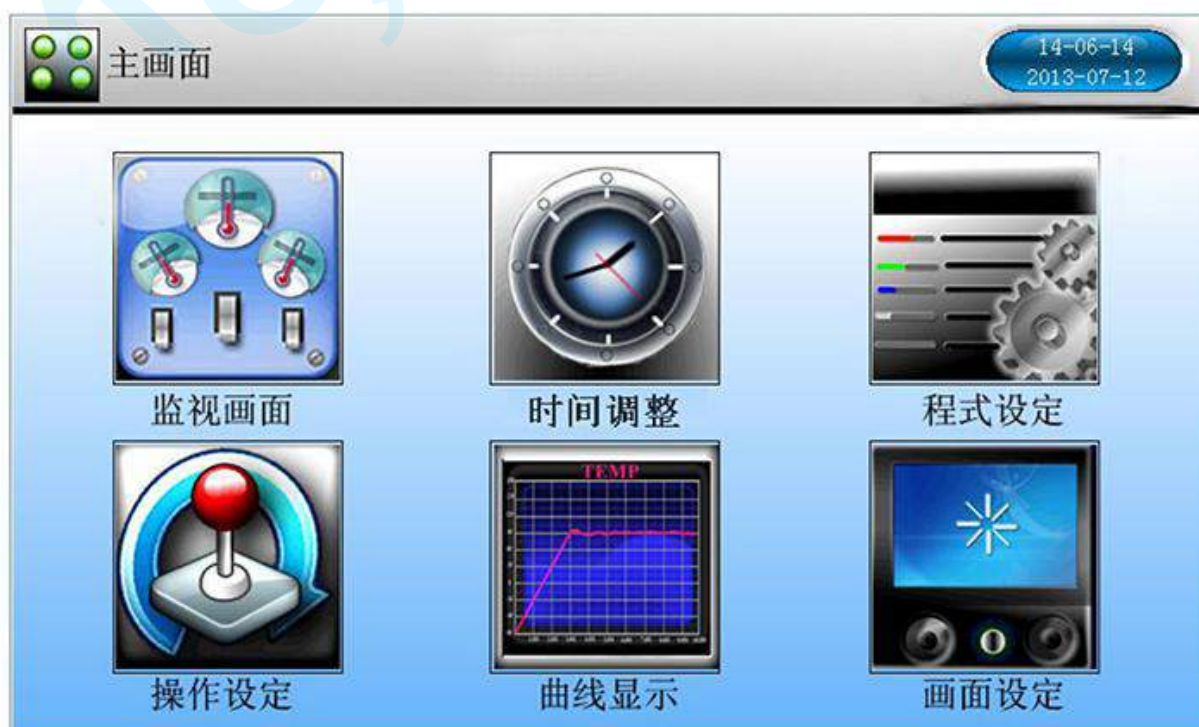 主画面
14-06-14
2013-07-12
监视画面
时间调整
程式设定
TEMP
操作设定
曲线显示
画面设定